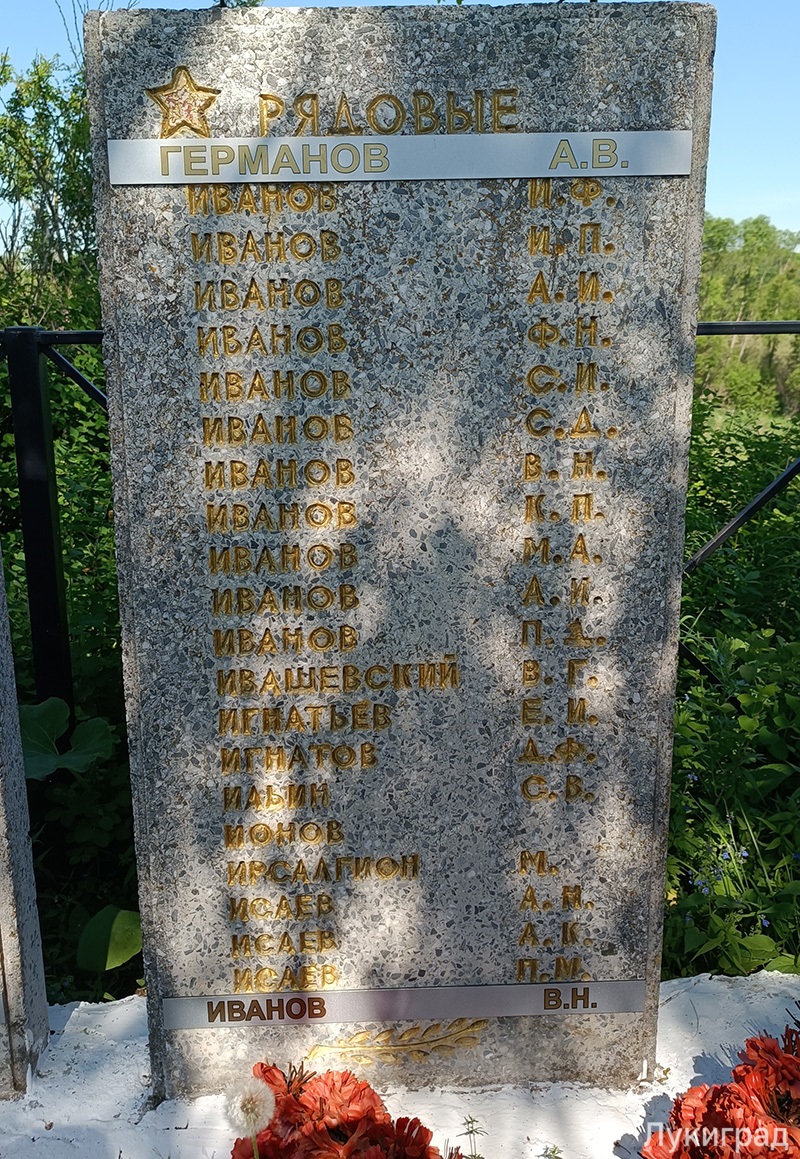 РЯДОВЫЕ
ГЕРМАНОВ А.В.
ИВАНОВ И.Ф.
ИВАНОВ И.П.
ИВАНОВ А.И.
ИВАНОВ Ф.Н.
ИВАНОВ С.И.
ИВАНОВ С.Д.
ИВАНОВ В.Н.
ИВАНОВ К.П.
ИВАНОВ М.А.
ИВАНОВ А.И.
ИВАНОВ П.Д.
ИВАШЕВСКИЙ В.Г.
ИГНАТЬЕВ Е.И.
ИГНАТОВ Д.Ф.
ИЛЬИН С.В.
ИОНОВ
ИРСАЛГИОН М.
ИСАЕВ А.Н.
ИСАЕВ А.К.
ИСАЕВ П.М.
ИВАНОВ В.Н.
Лукиград